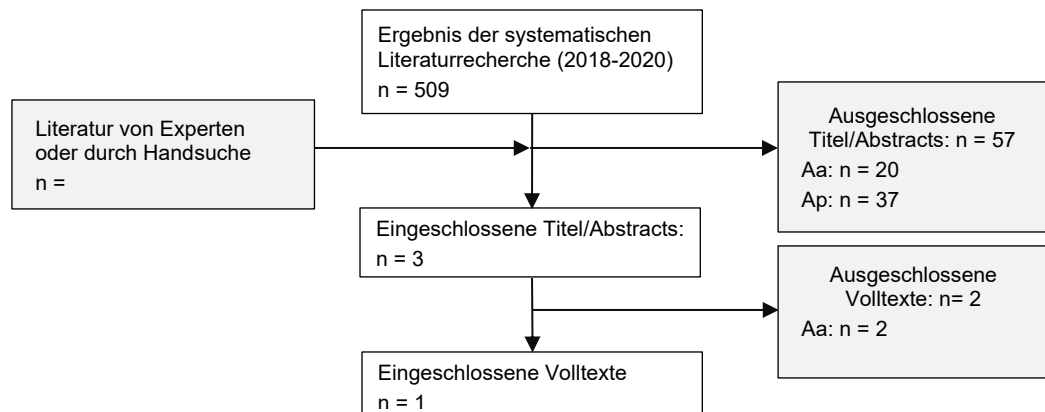 Ergebnis der systematischen
Literaturrecherche (2018-2020)
n = 509
Literatur von Experten
oder durch Handsuche
n =
Ausgeschlossene
Titel/Abstracts: n = 57
Aa: n = 20
Ap: n = 37
Eingeschlossene Titel/Abstracts:
n = 3
Ausgeschlossene
Volltexte: n= 2
Aa: n = 2
Eingeschlossene Volltexte
n = 1